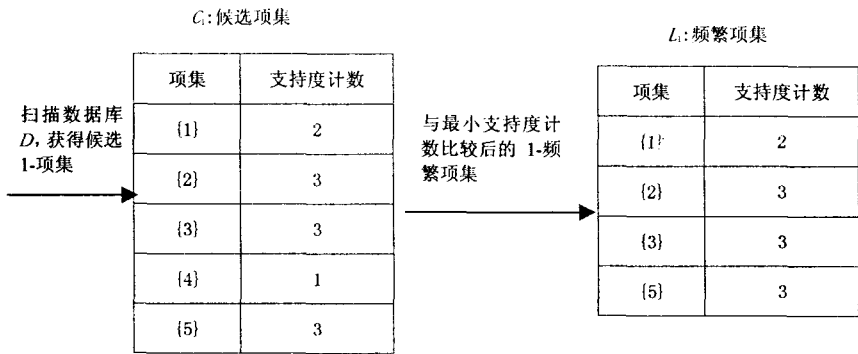 C₁:候选项集
L₁:频繁项集
项集 支持度计数
{1} 2
{2} 3
{3} 3
{4} 1
{5} 3
扫描数据库
D,获得候选
1-项集
与最小支持度计
数比较后的 1-频
繁项集
项集 支持度计数
{1} 2
{2} 3
{3} 3
{5} 3